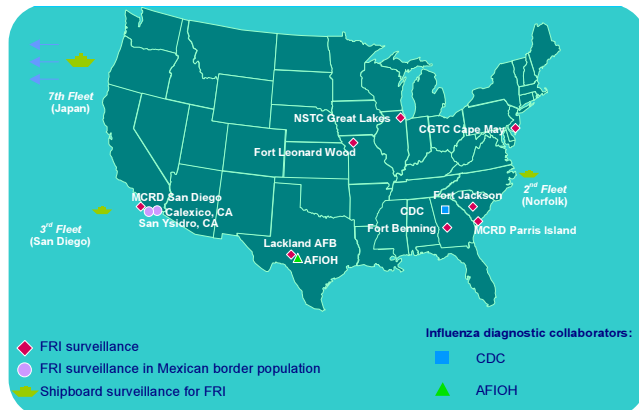 NSTC Great Lakes
CGTC Cape May
7th Fleet
(Japan)
Fort Leonard Wood
MCRD San Diego
Calexico, CA
San Ysidro, CA
3rd Fleet
(San Diego)
Fort Jackson
2nd Fleet
(Norfolk)
CDC
Fort Benning
MCRD Parris Island
Lackland AFB
AFIOH
FRI surveillance
FRI surveillance in Mexican border population
Shipboard surveillance for FRI
Influenza diagnostic collaborators:
CDC
AFIOH